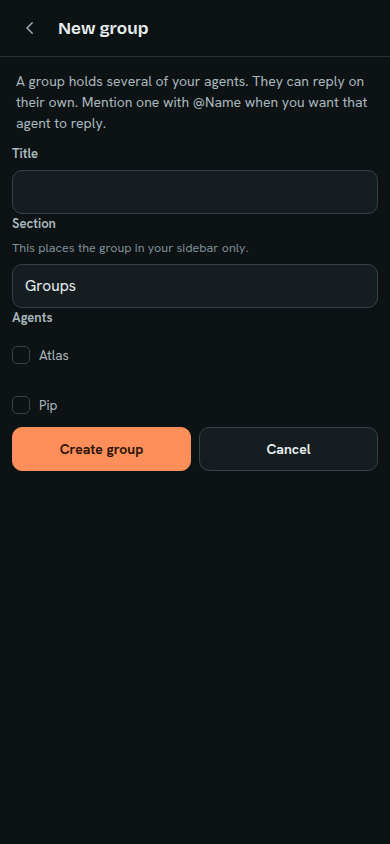 New group
A group holds several of your agents. They can reply on
their own. Mention one with @Name when you want that
agent to reply.
Title
Section
This places the group in your sidebar only.
Groups
Agents
Atlas
Pip
Create group
Cancel